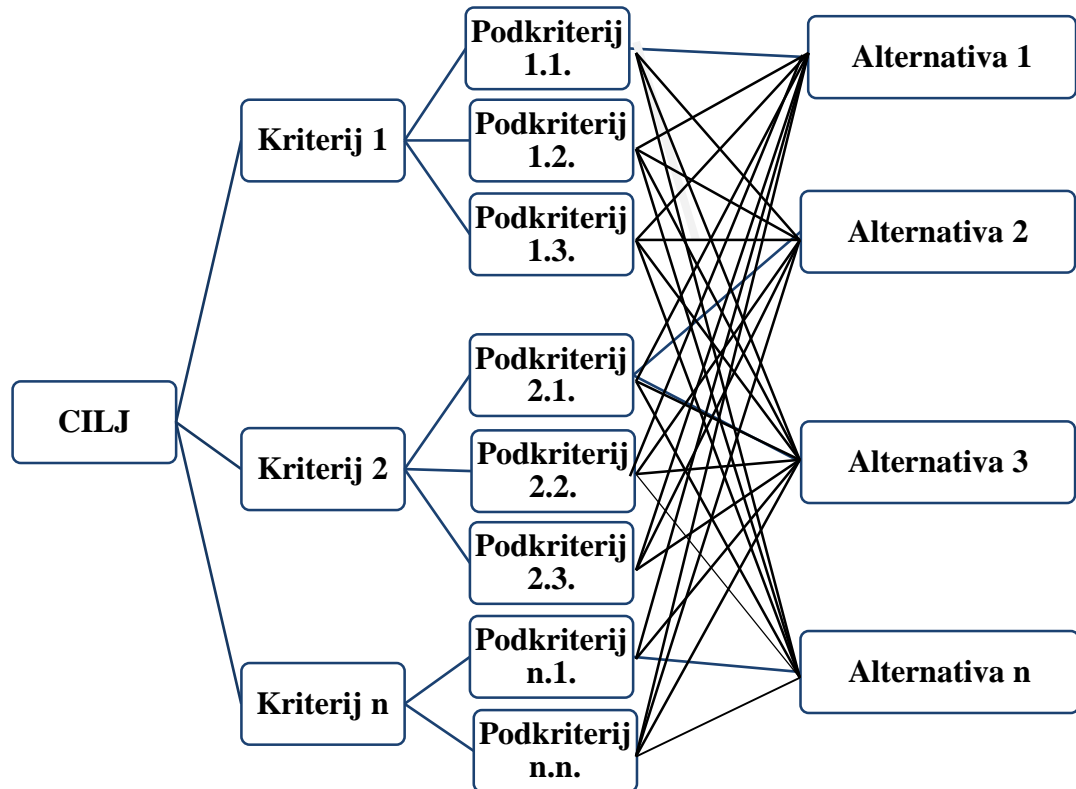 CILJ
Kriterij 1
Podkriterij
1.1.
Podkriterij
1.2.
Podkriterij
1.3.
Kriterij 2
Podkriterij
2.1.
Podkriterij
2.2.
Podkriterij
2.3.
Kriterij n
Podkriterij
n.1.
Podkriterij
n.n.
Alternativa 1
Alternativa 2
Alternativa 3
Alternativa n